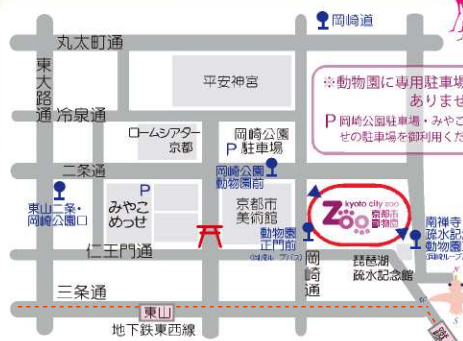 岡崎道
丸太町通
東大路通
平安神宮
※動物園に専用駐車場
ありませ
P 岡崎公園駐車場・みやこ
せの駐車場を御利用くだ
冷泉通
ロームシアター
京都
岡崎公園
P 駐車場
二条通
岡崎公園
動物園前
P
みやこ
めっせ
京都市
美術館
kyoto city zoo
Zoo
京都市
動物園
東山二条・
岡崎公園口
動物園
正門前
岡崎通
南禅寺
疏水記
動物園
仁王門通
琵琶湖
疏水記念館
三条通
東山
地下鉄東西線
S